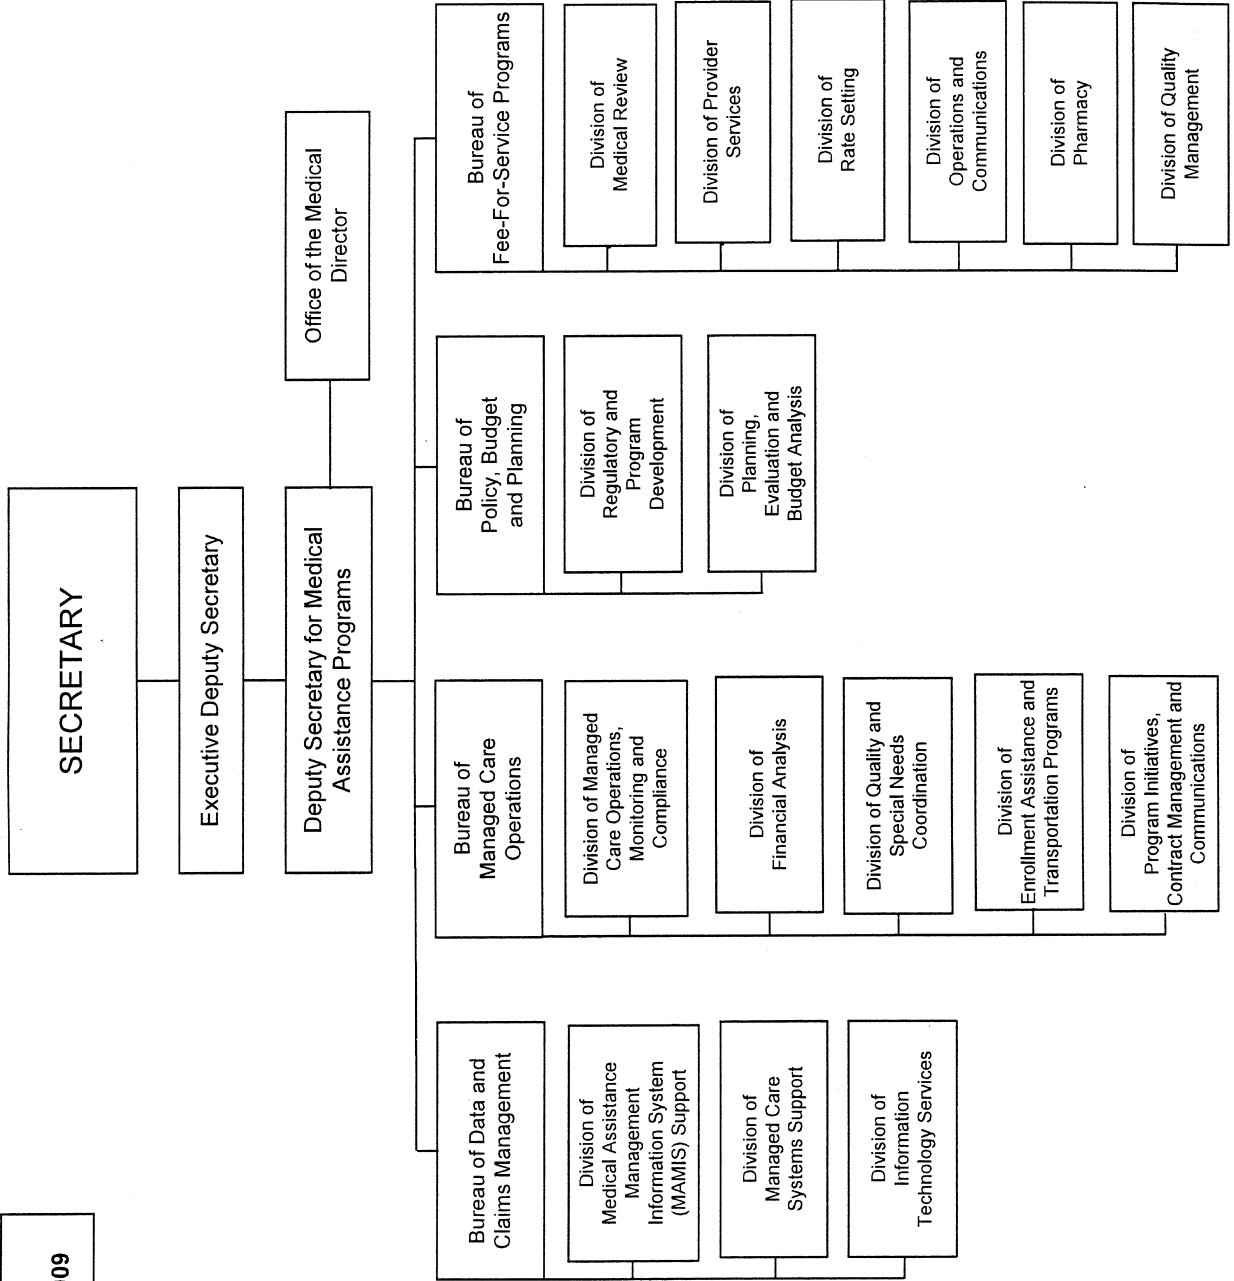 09
SECRETARY
Executive Deputy Secretary
Deputy Secretary for Medical
Assistance Programs
Office of the Medical
Director
Bureau of Data and
Claims Management
Division of
Medical Assistance
Management
Information System
(MAMIS) Support
Division of
Managed Care
Systems Support
Division of
Information
Technology Services
Bureau of
Managed Care
Operations
Division of Managed
Care Operations,
Monitoring and
Compliance
Division of
Financial Analysis
Division of Quality and
Special Needs
Coordination
Division of
Enrollment Assistance and
Transportation Programs
Division of
Program Initiatives,
Contract Management and
Communications
Bureau of
Policy, Budget
and Planning
Division of
Regulatory and
Program
Development
Division of
Planning,
Evaluation and
Budget Analysis
Bureau of
Fee-For-Service Programs
Division of
Medical Review
Division of Provider
Services
Division of
Rate Setting
Division of
Operations and
Communications
Division of
Pharmacy
Division of Quality
Management